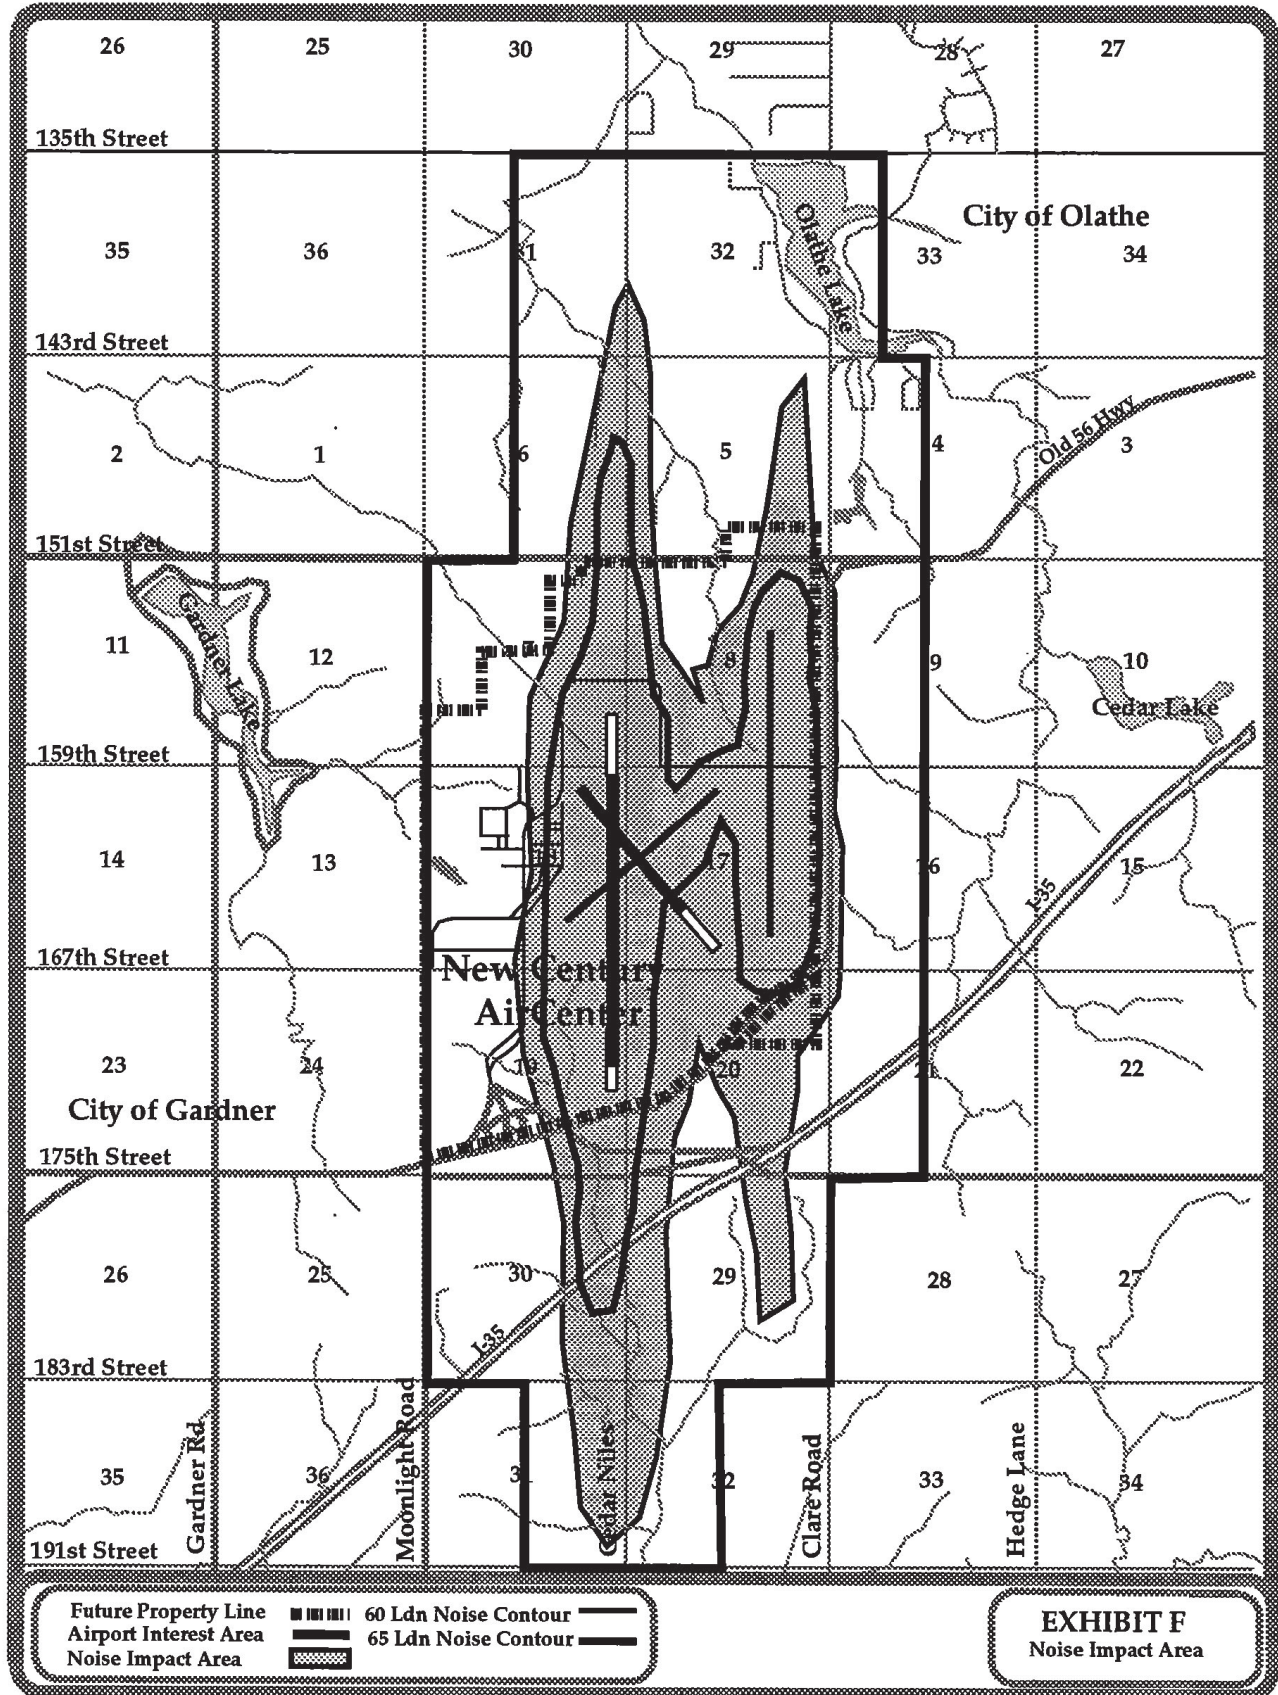 26 25 30 29 28 27
135th Street
City of Olathe
35 36 31 32 33 34
Olathe Lake
143rd Street
Old 56 Hwy
2 1 6 5 4 3
151st Street
Gardner Lake
11 12 8 9 10
Cedar Lake
159th Street
14 13 17 16 15
I-35
167th Street
New Century
AirCenter
23 24 19 20 21 22
City of Gardner
175th Street
26 25 30 29 28 27
I-35
183rd Street
35 36 31 32 33 34
Gardner Rd
Moonlight Road
Cedar Niles
Clare Road
Hedge Lane
191st Street
Future Property Line
Airport Interest Area
Noise Impact Area
60 Ldn Noise Contour
65 Ldn Noise Contour
EXHIBIT F
Noise Impact Area